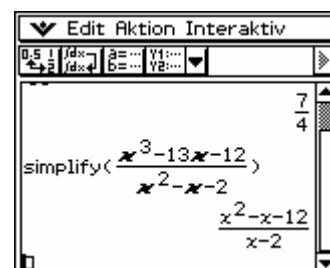 Edit Aktion Interaktiv
7/4
simplify((x^3-13x-12)/(x^2-x-2))
(x^2-x-12)/(x-2)